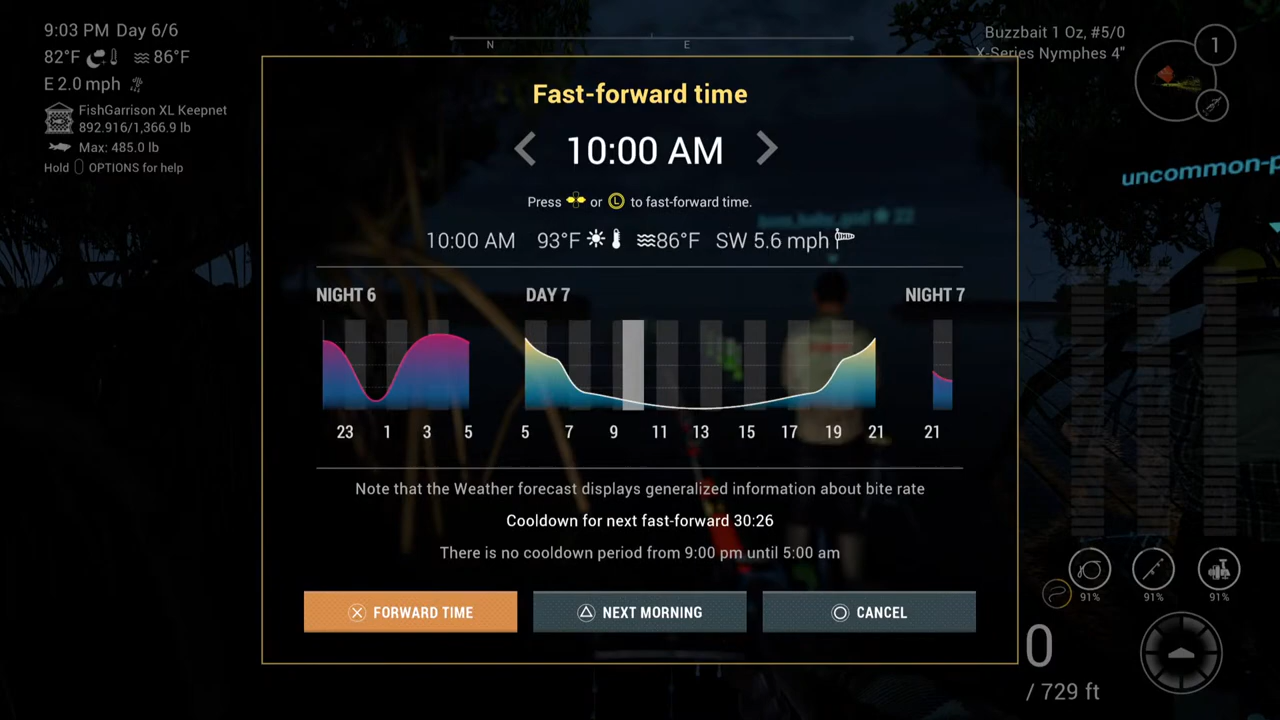 9:03 PM Day 6/6
82°F 86°F
E 2.0 mph
FishGarrison XL Keepnet
892.916/1,366.9 lb
Max: 485.0 lb
Hold OPTIONS for help
N E
Buzzbait 1 Oz, #5/0
X-Series Nymphes 4"
1
uncommon-p
Fast-forward time
10:00 AM
Press or L to fast-forward time.
10:00 AM 93°F 86°F SW 5.6 mph
NIGHT 6 DAY 7 NIGHT 7
23 1 3 5 5 7 9 11 13 15 17 19 21 21
Note that the Weather forecast displays generalized information about bite rate
Cooldown for next fast-forward 30:26
There is no cooldown period from 9:00 pm until 5:00 am
FORWARD TIME NEXT MORNING CANCEL
91% 91% 91%
0
/ 729 ft